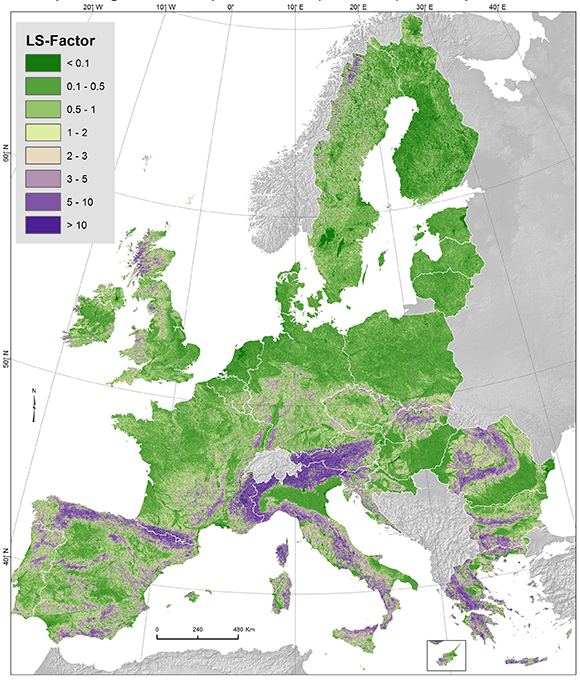 20°I W
10°I W
0°
10°I E
20°I E
30°I E
40°I E
LS-Factor
< 0.1
0.1 - 0.5
0.5 - 1
1 - 2
2 - 3
3 - 5
5 - 10
> 10
60°I N
50°I N
40°I N
N
0 240 480 Km